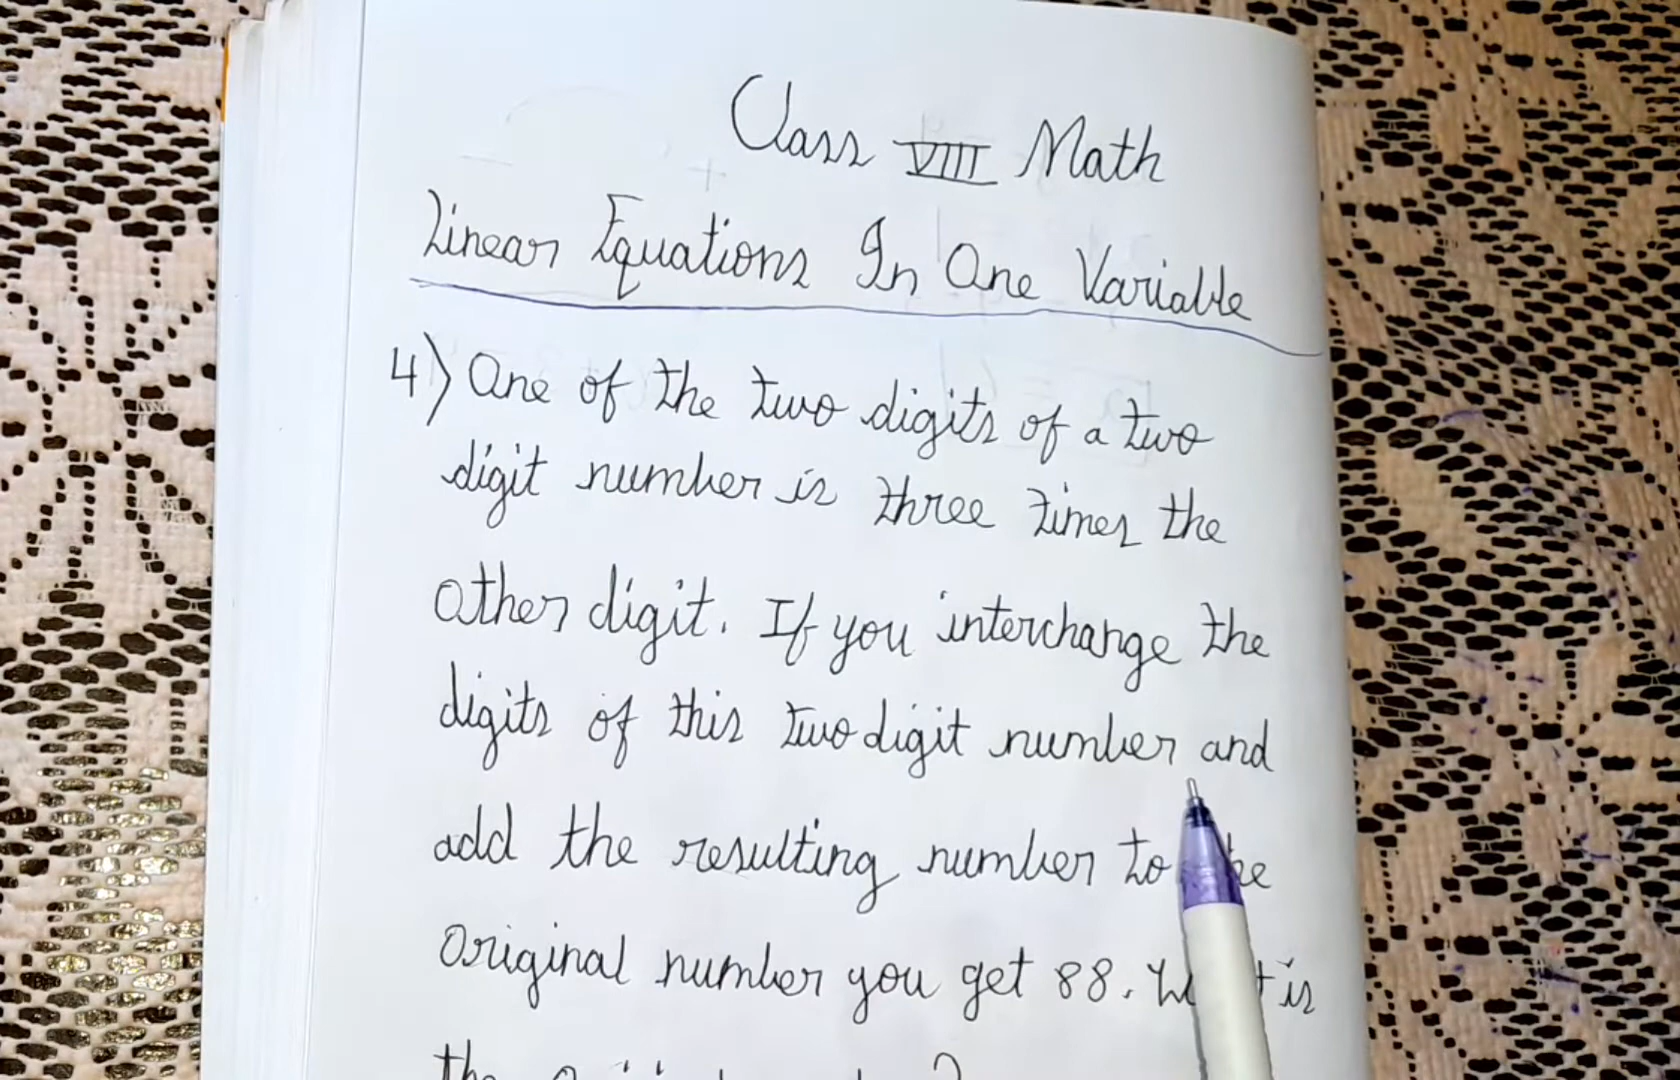 Class VIII Math
Linear Equations In One Variable
4) One of the two digits of a two
digit number is three times the
other digit. If you interchange the
digits of this two digit number and
add the resulting number to
original number you get 88. is
the